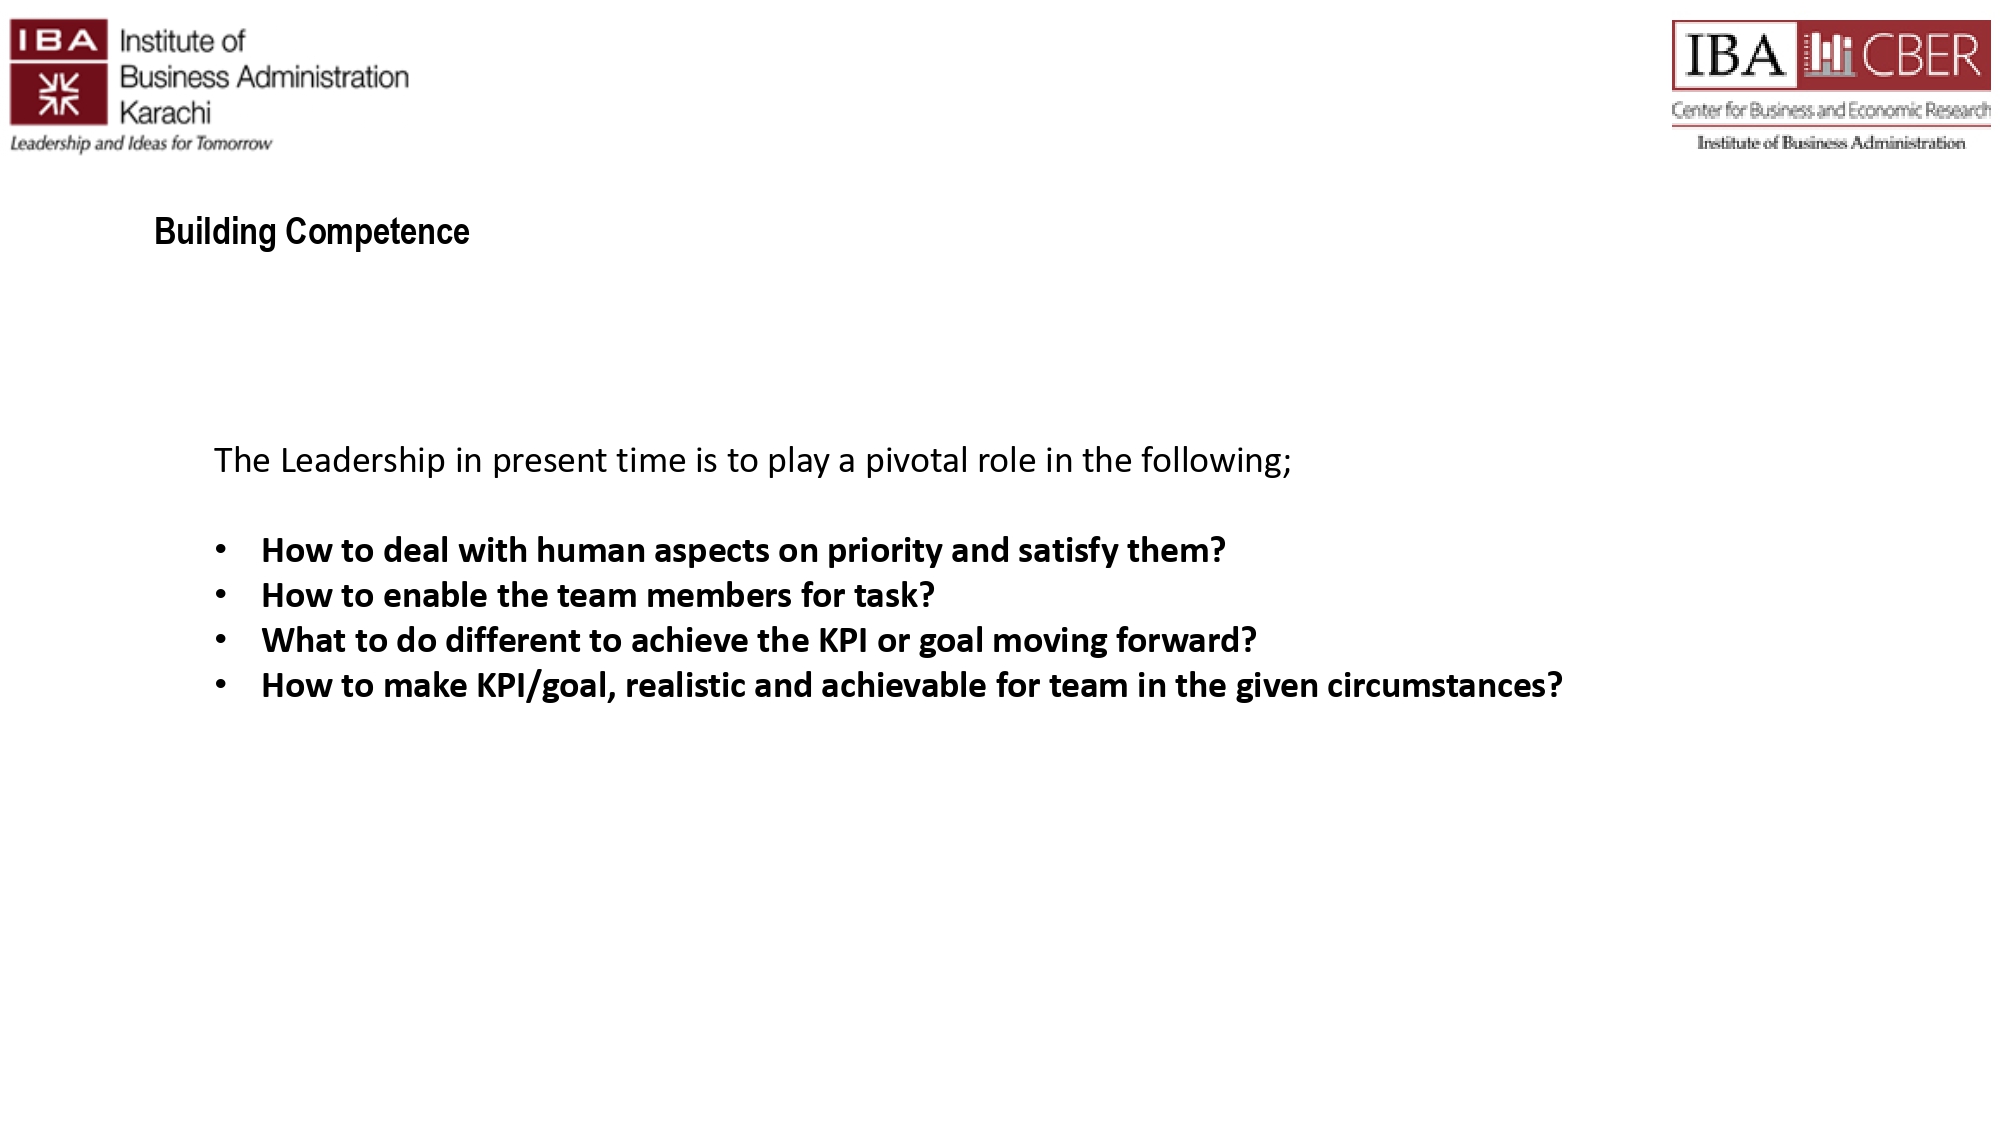 IBA
Institute of
Business Administration
Karachi
Leadership and Ideas for Tomorrow
IBA CBER
Center for Business and Economic Research
Institute of Business Administration
Building Competence
The Leadership in present time is to play a pivotal role in the following;
• How to deal with human aspects on priority and satisfy them?
• How to enable the team members for task?
• What to do different to achieve the KPI or goal moving forward?
• How to make KPI/goal, realistic and achievable for team in the given circumstances?